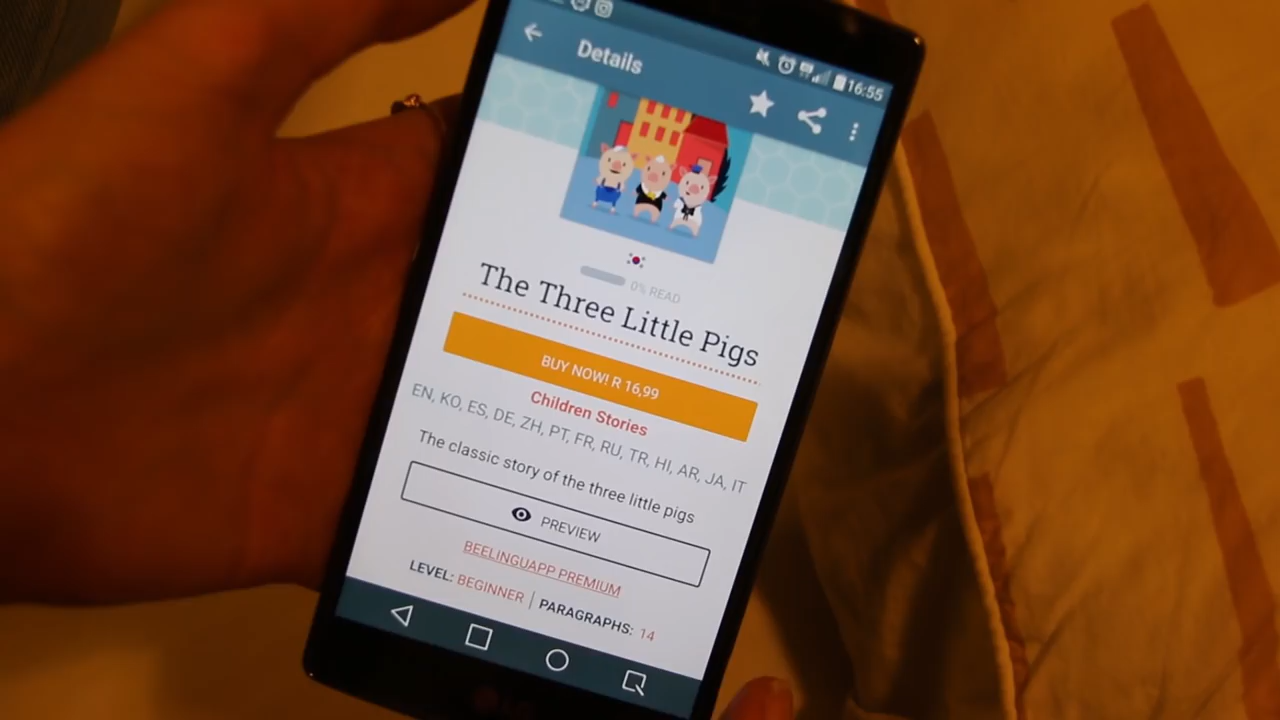 16:55
Details
0% READ
The Three Little Pigs
BUY NOW! R 16,99
Children Stories
EN, KO, ES, DE, ZH, PT, FR, RU, TR, HI, AR, JA, IT
The classic story of the three little pigs
PREVIEW
BEELINGUAPP PREMIUM
LEVEL: BEGINNER | PARAGRAPHS: 14